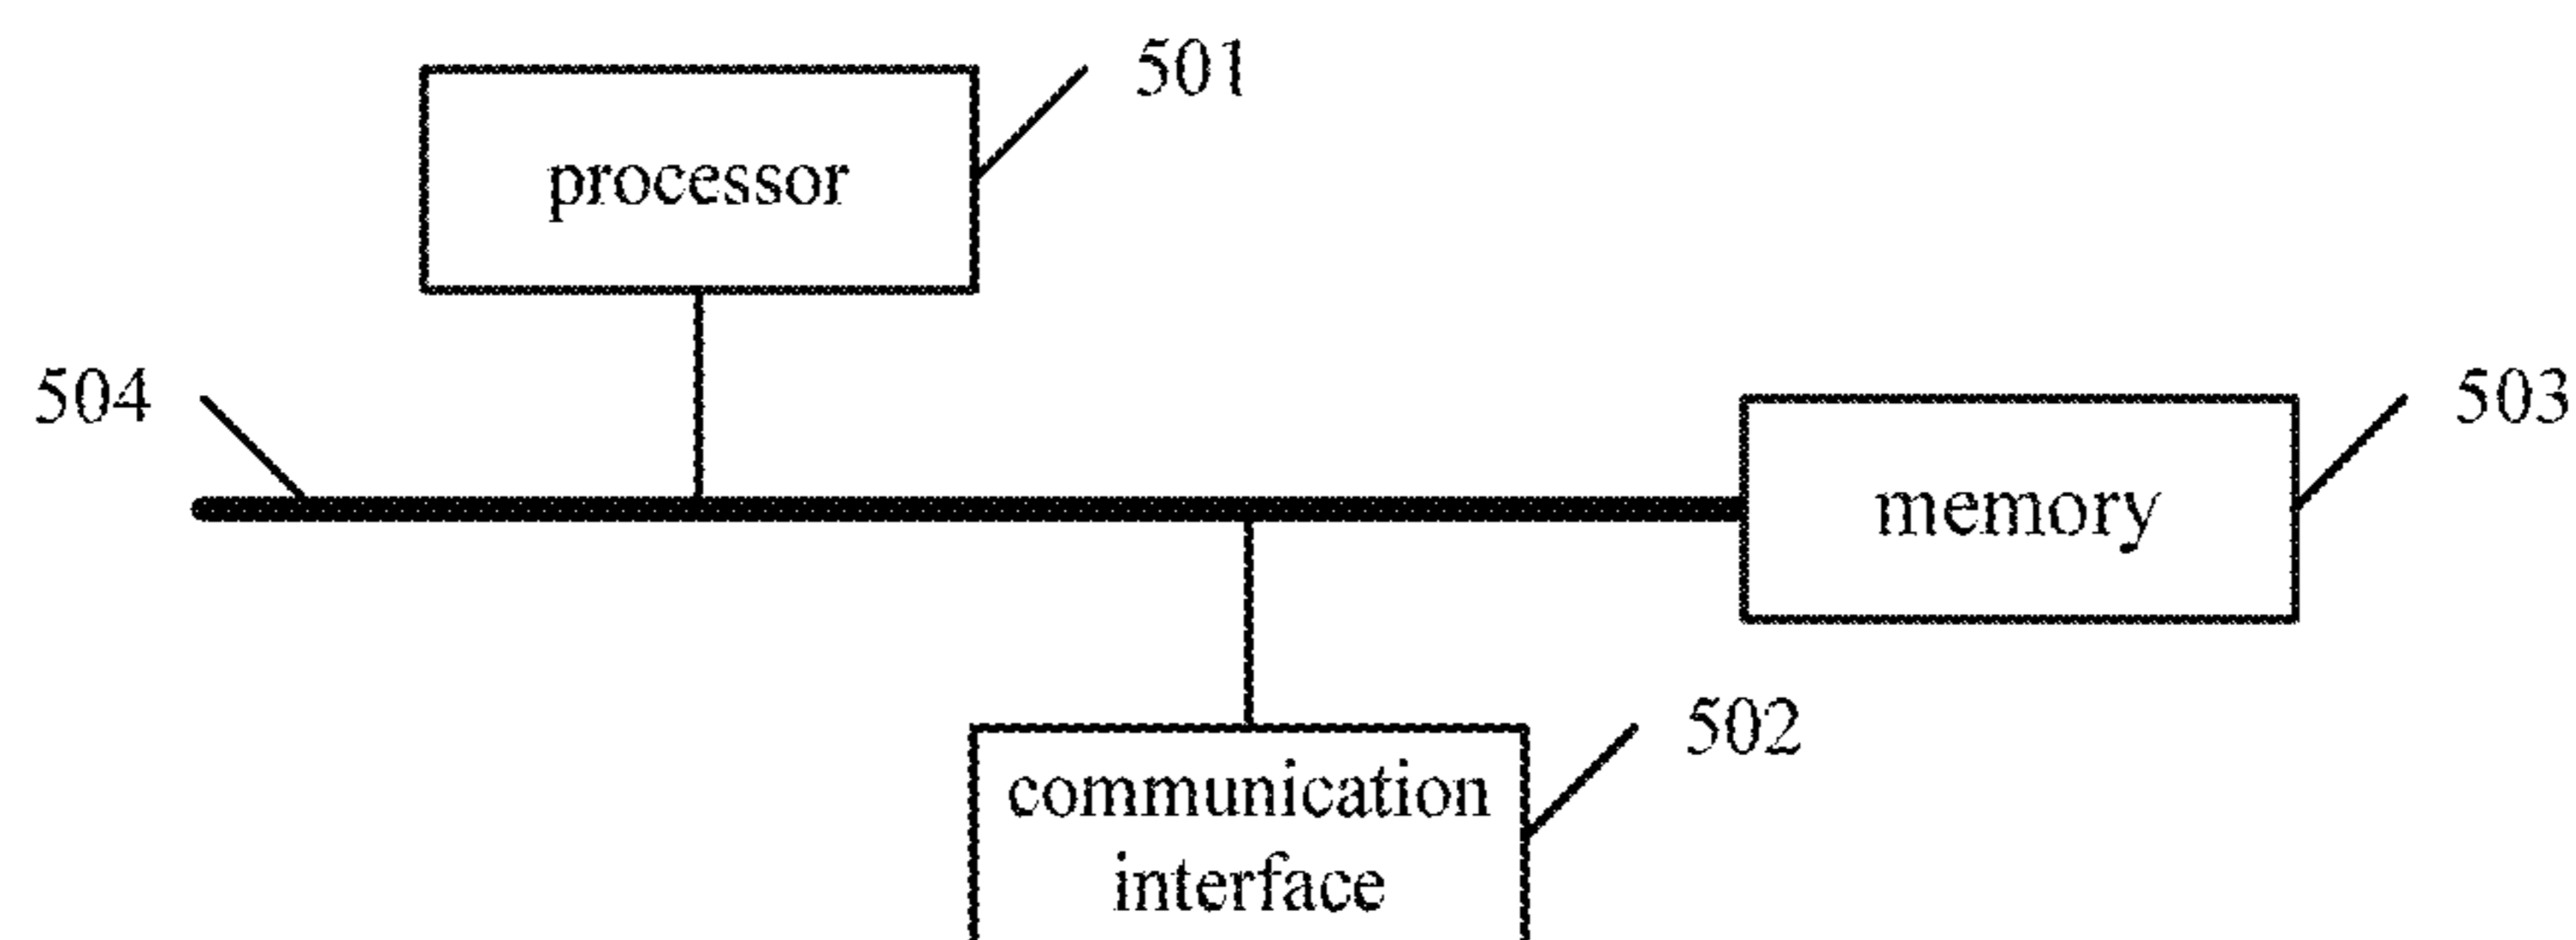 501
processor
504
503
memory
502
communication
interface